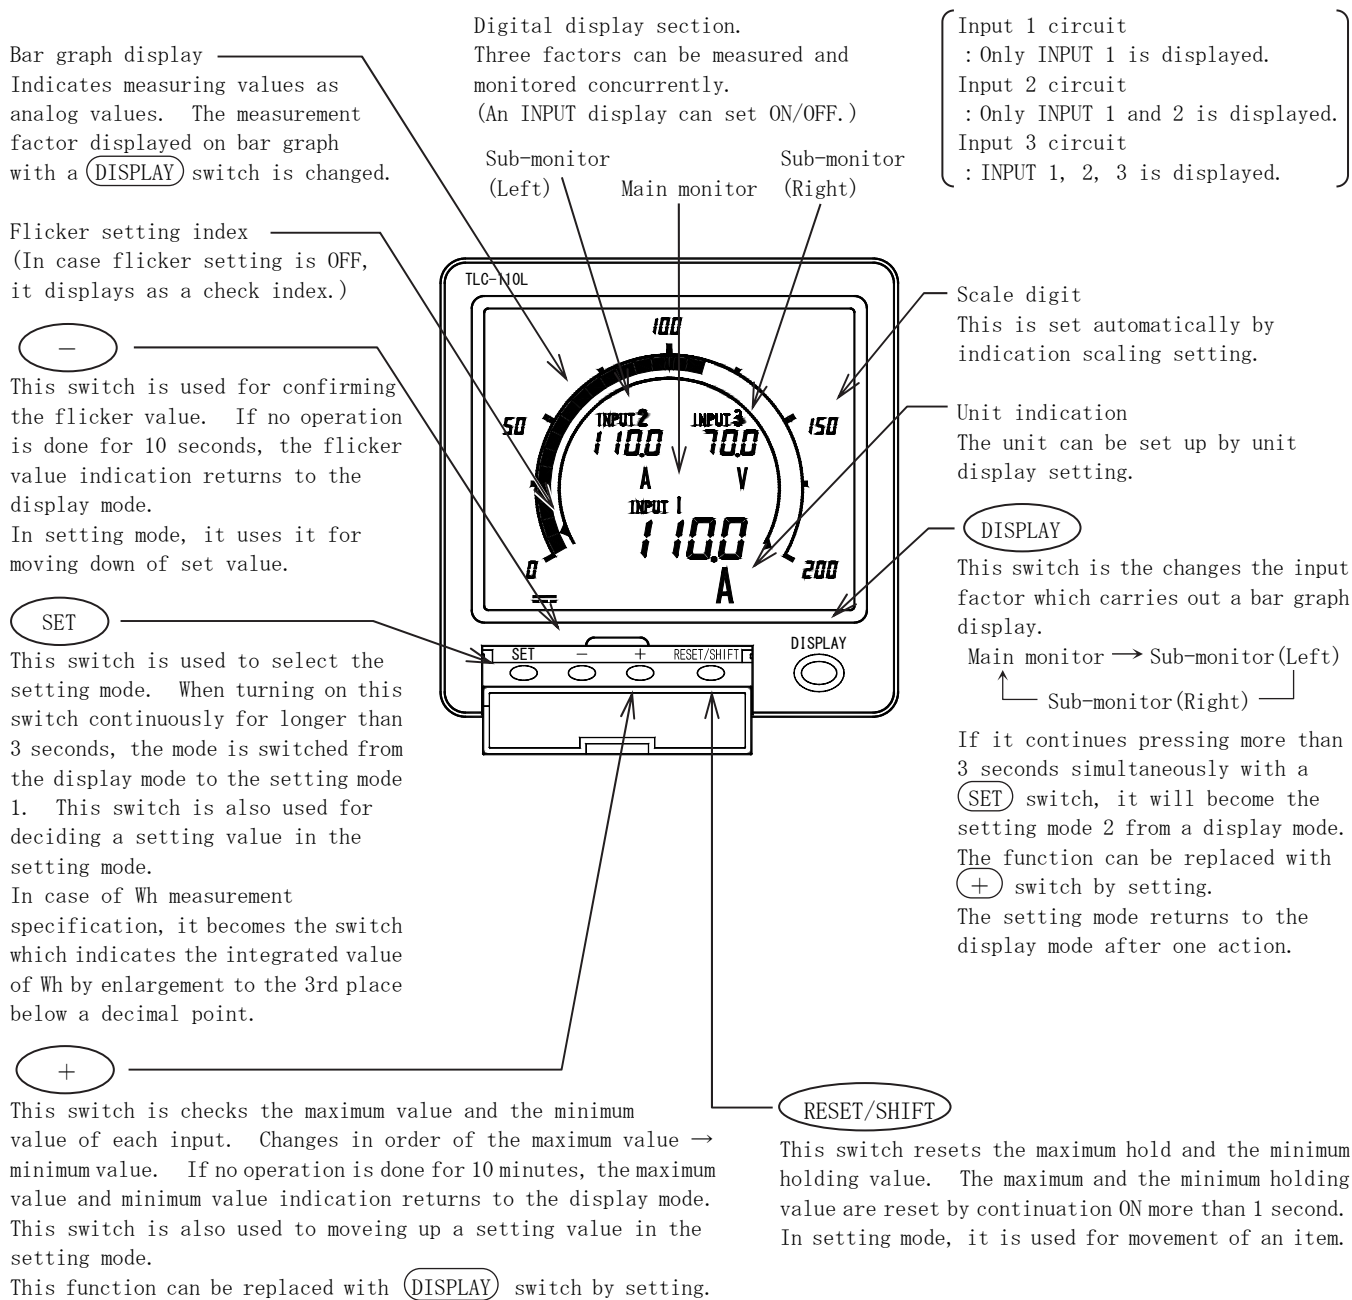 Bar graph display
Indicates measuring values as
analog values.  The measurement
factor displayed on bar graph
with a DISPLAY switch is changed.
Digital display section.
Three factors can be measured and
monitored concurrently.
(An INPUT display can set ON/OFF.)
Input 1 circuit
: Only INPUT 1 is displayed.
Input 2 circuit
: Only INPUT 1 and 2 is displayed.
Input 3 circuit
: INPUT 1, 2, 3 is displayed.
Sub-monitor
(Left)
Main monitor
Sub-monitor
(Right)
Flicker setting index
(In case flicker setting is OFF,
it displays as a check index.)
−
This switch is used for confirming
the flicker value.  If no operation
is done for 10 seconds, the flicker
value indication returns to the
display mode.
In setting mode, it uses it for
moving down of set value.
SET
This switch is used to select the
setting mode.  When turning on this
switch continuously for longer than
3 seconds, the mode is switched from
the display mode to the setting mode
1.  This switch is also used for
deciding a setting value in the
setting mode.
In case of Wh measurement
specification, it becomes the switch
which indicates the integrated value
of Wh by enlargement to the 3rd place
below a decimal point.
TLC-110L
100
50
150
INPUT 2
110.0
A
INPUT 3
70.0
V
INPUT 1
110.0
A
0
200
SET
−
+
RESET/SHIFT
DISPLAY
Scale digit
This is set automatically by
indication scaling setting.
Unit indication
The unit can be set up by unit
display setting.
DISPLAY
This switch is the changes the input
factor which carries out a bar graph
display.
Main monitor → Sub-monitor(Left)
Sub-monitor(Right)
If it continues pressing more than
3 seconds simultaneously with a
SET switch, it will become the
setting mode 2 from a display mode.
The function can be replaced with
+ switch by setting.
The setting mode returns to the
display mode after one action.
+
This switch is checks the maximum value and the minimum
value of each input.  Changes in order of the maximum value →
minimum value.  If no operation is done for 10 minutes, the maximum
value and minimum value indication returns to the display mode.
This switch is also used to moveing up a setting value in the
setting mode.
This function can be replaced with DISPLAY switch by setting.
RESET/SHIFT
This switch resets the maximum hold and the minimum
holding value.  The maximum and the minimum holding
value are reset by continuation ON more than 1 second.
In setting mode, it is used for movement of an item.